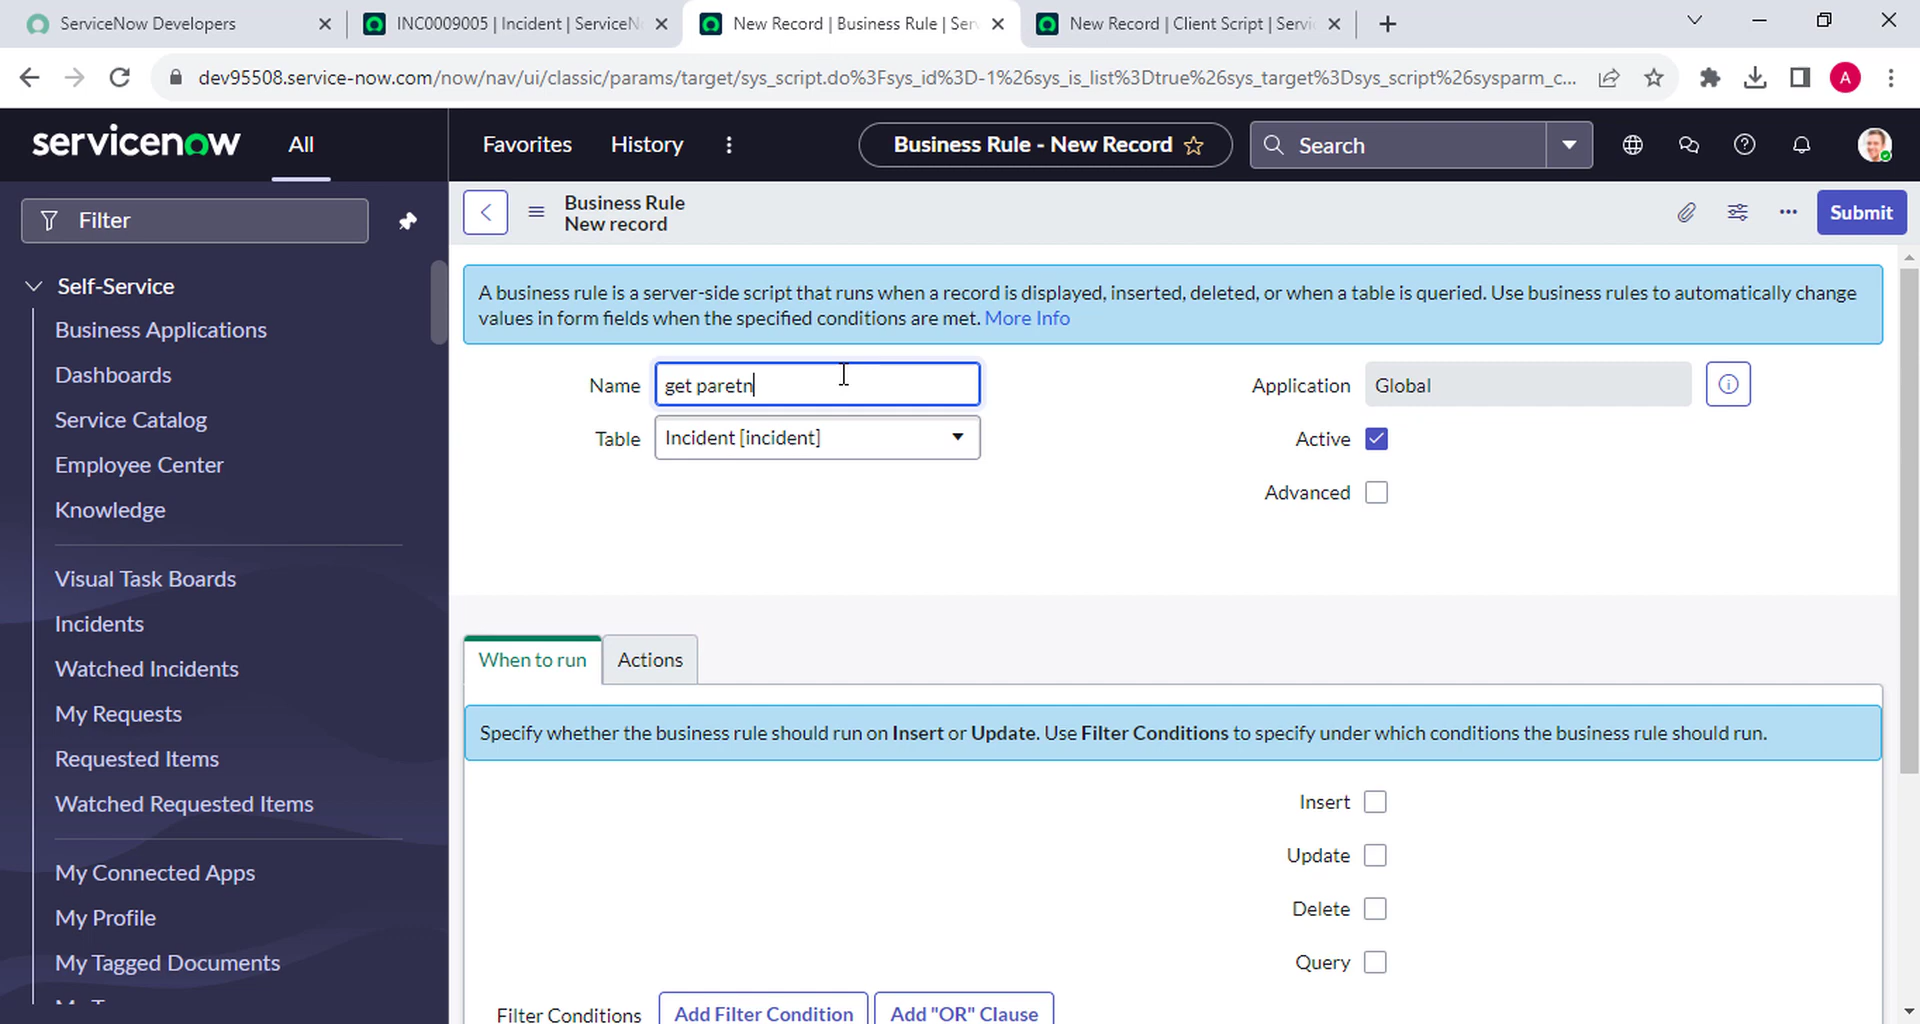 ServiceNow Developers
INC0009005 | Incident | ServiceN
New Record | Business Rule | Ser
New Record | Client Script | Servi
dev95508.service-now.com/now/nav/ui/classic/params/target/sys_script.do%3Fsys_id%3D-1%26sys_is_list%3Dtrue%26sys_target%3Dsys_script%26sysparm_c...
A
servicenow
All
Favorites
History
Business Rule - New Record
Search
Filter
Business Rule
New record
Submit
Self-Service
Business Applications
Dashboards
Service Catalog
Employee Center
Knowledge
Visual Task Boards
Incidents
Watched Incidents
My Requests
Requested Items
Watched Requested Items
My Connected Apps
My Profile
My Tagged Documents
A business rule is a server-side script that runs when a record is displayed, inserted, deleted, or when a table is queried. Use business rules to automatically change
values in form fields when the specified conditions are met. More Info
Name get paretn
Application Global
Table Incident [incident]
Active
Advanced
When to run
Actions
Specify whether the business rule should run on Insert or Update. Use Filter Conditions to specify under which conditions the business rule should run.
Insert
Update
Delete
Query
Filter Conditions Add Filter Condition Add "OR" Clause